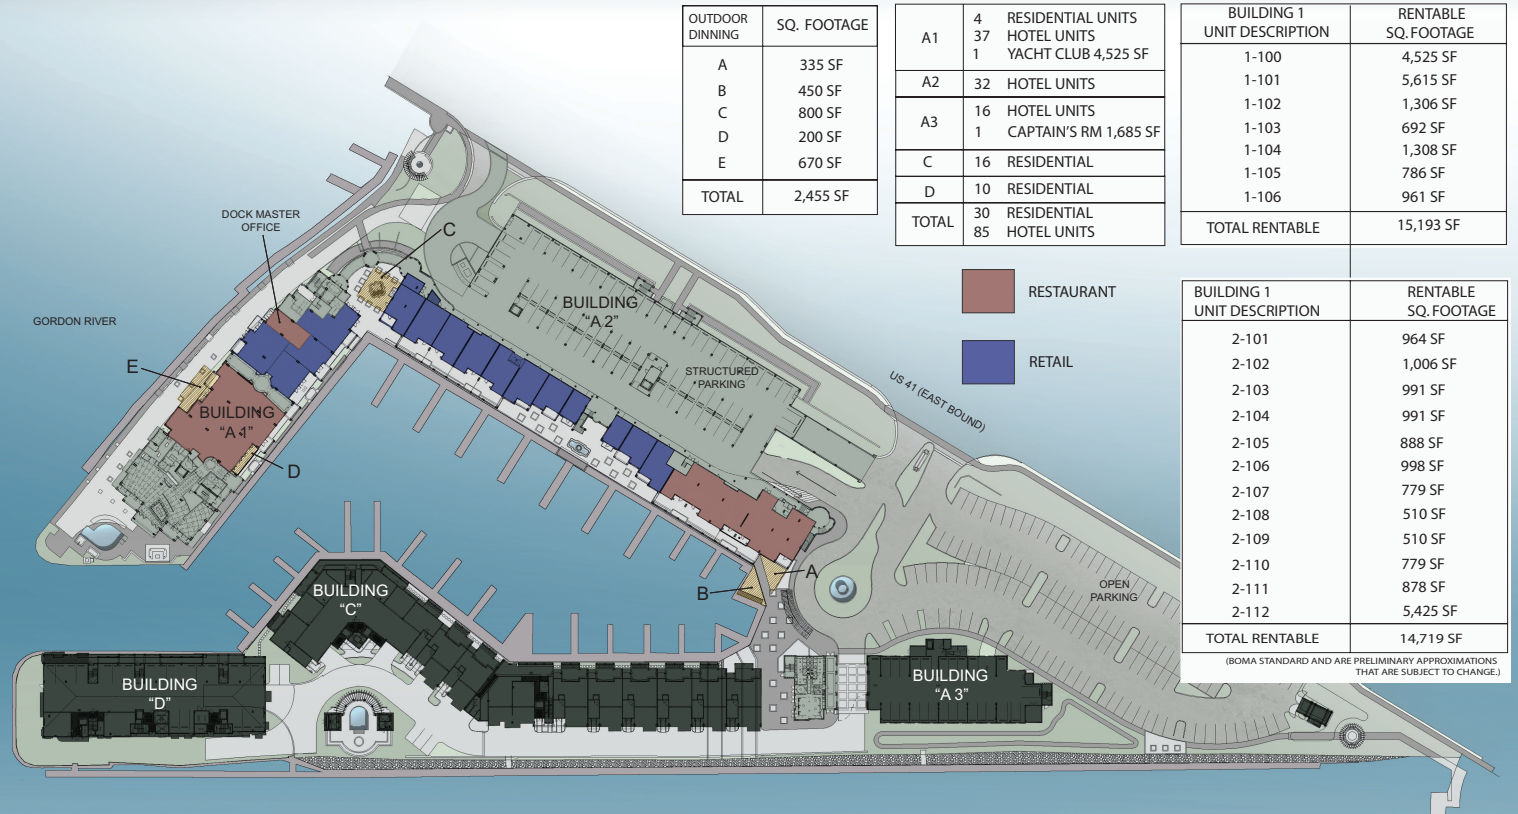 OUTDOOR DINNING SQ. FOOTAGE
A 335 SF
B 450 SF
C 800 SF
D 200 SF
E 670 SF
TOTAL 2,455 SF
A1 4 RESIDENTIAL UNITS
37 HOTEL UNITS
1 YACHT CLUB 4,525 SF
A2 32 HOTEL UNITS
A3 16 HOTEL UNITS
1 CAPTAIN'S RM 1,685 SF
C 16 RESIDENTIAL
D 10 RESIDENTIAL
TOTAL 30 RESIDENTIAL
85 HOTEL UNITS
BUILDING 1 RENTABLE
UNIT DESCRIPTION SQ. FOOTAGE
1-100 4,525 SF
1-101 5,615 SF
1-102 1,306 SF
1-103 692 SF
1-104 1,308 SF
1-105 786 SF
1-106 961 SF
TOTAL RENTABLE 15,193 SF
RESTAURANT
RETAIL
BUILDING 1 RENTABLE
UNIT DESCRIPTION SQ. FOOTAGE
2-101 964 SF
2-102 1,006 SF
2-103 991 SF
2-104 991 SF
2-105 888 SF
2-106 998 SF
2-107 779 SF
2-108 510 SF
2-109 510 SF
2-110 779 SF
2-111 878 SF
2-112 5,425 SF
TOTAL RENTABLE 14,719 SF
(BOMA STANDARD AND ARE PRELIMINARY APPROXIMATIONS
THAT ARE SUBJECT TO CHANGE.)
DOCK MASTER
OFFICE
C
GORDON RIVER
BUILDING
"A 2"
STRUCTURED
PARKING
US 41 (EAST BOUND)
E
BUILDING
"A 1"
D
A
B
OPEN
PARKING
BUILDING
"C"
BUILDING
"D"
BUILDING
"A 3"